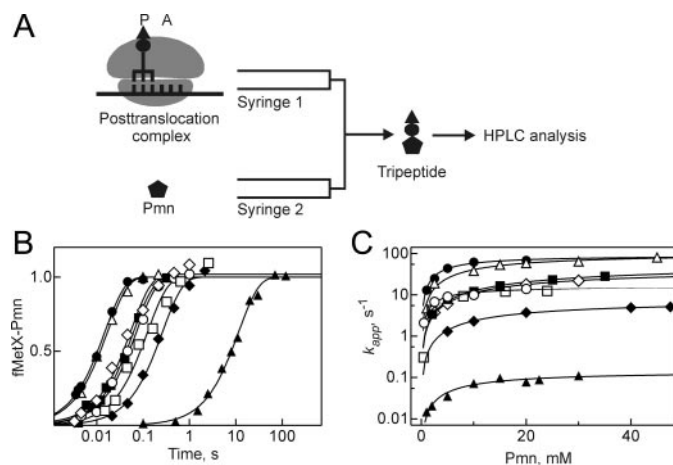 A
P A
Posttranslocation
complex
Syringe 1
Pmn
Syringe 2
Tripeptide
HPLC analysis
B
fMetX-Pmn
1.0
0.5
0.01 0.1 1 10 100
Time, s
C
kapp, s-1
100
10
1
0.1
0.01
0 20 40
Pmn, mM